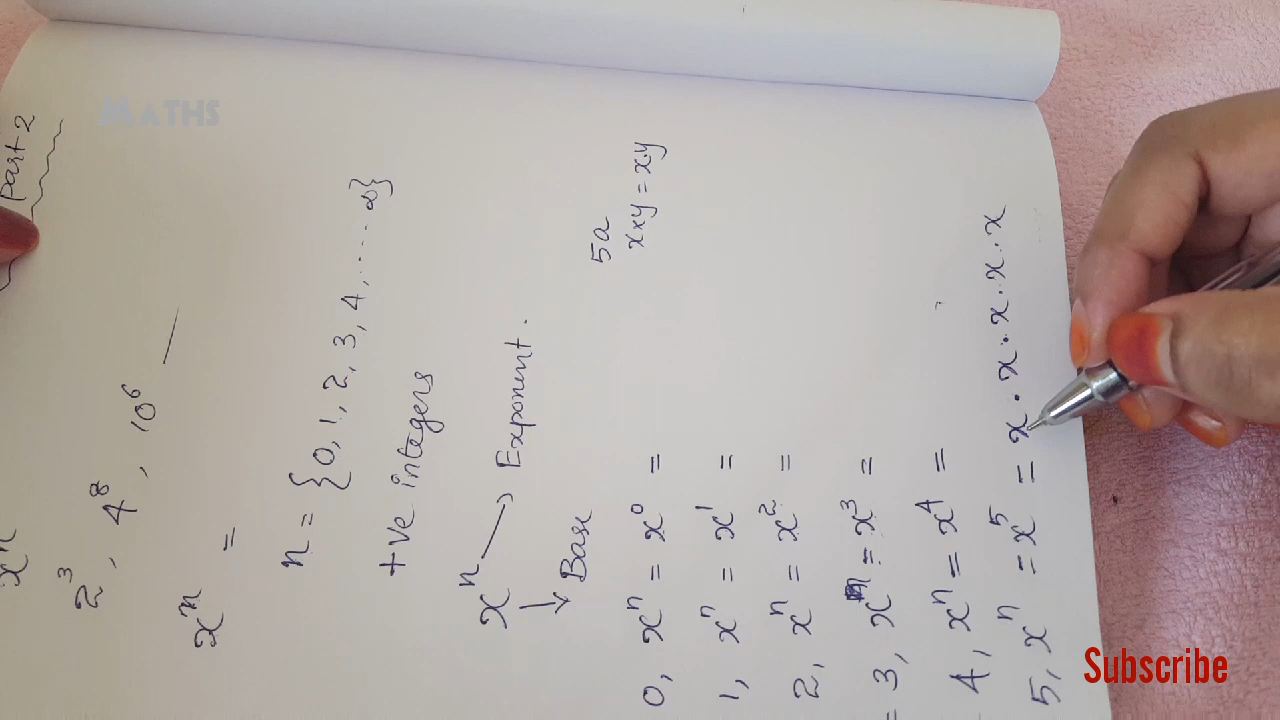 MATHS
part 2
xⁿ
2³, 4⁸, 10⁶ —
xⁿ =
n = {0, 1, 2, 3, 4, ..... ∞}
+ve integers
xⁿ → Exponent.
↓ Base
5a
x×y = x.y
0, xⁿ = x⁰ =
1, xⁿ = x¹ =
2, xⁿ = x² =
= 3, xⁿ = x³ =
4, xⁿ = x⁴ =
5, xⁿ = x⁵ = x . x . x . x . x
Subscribe